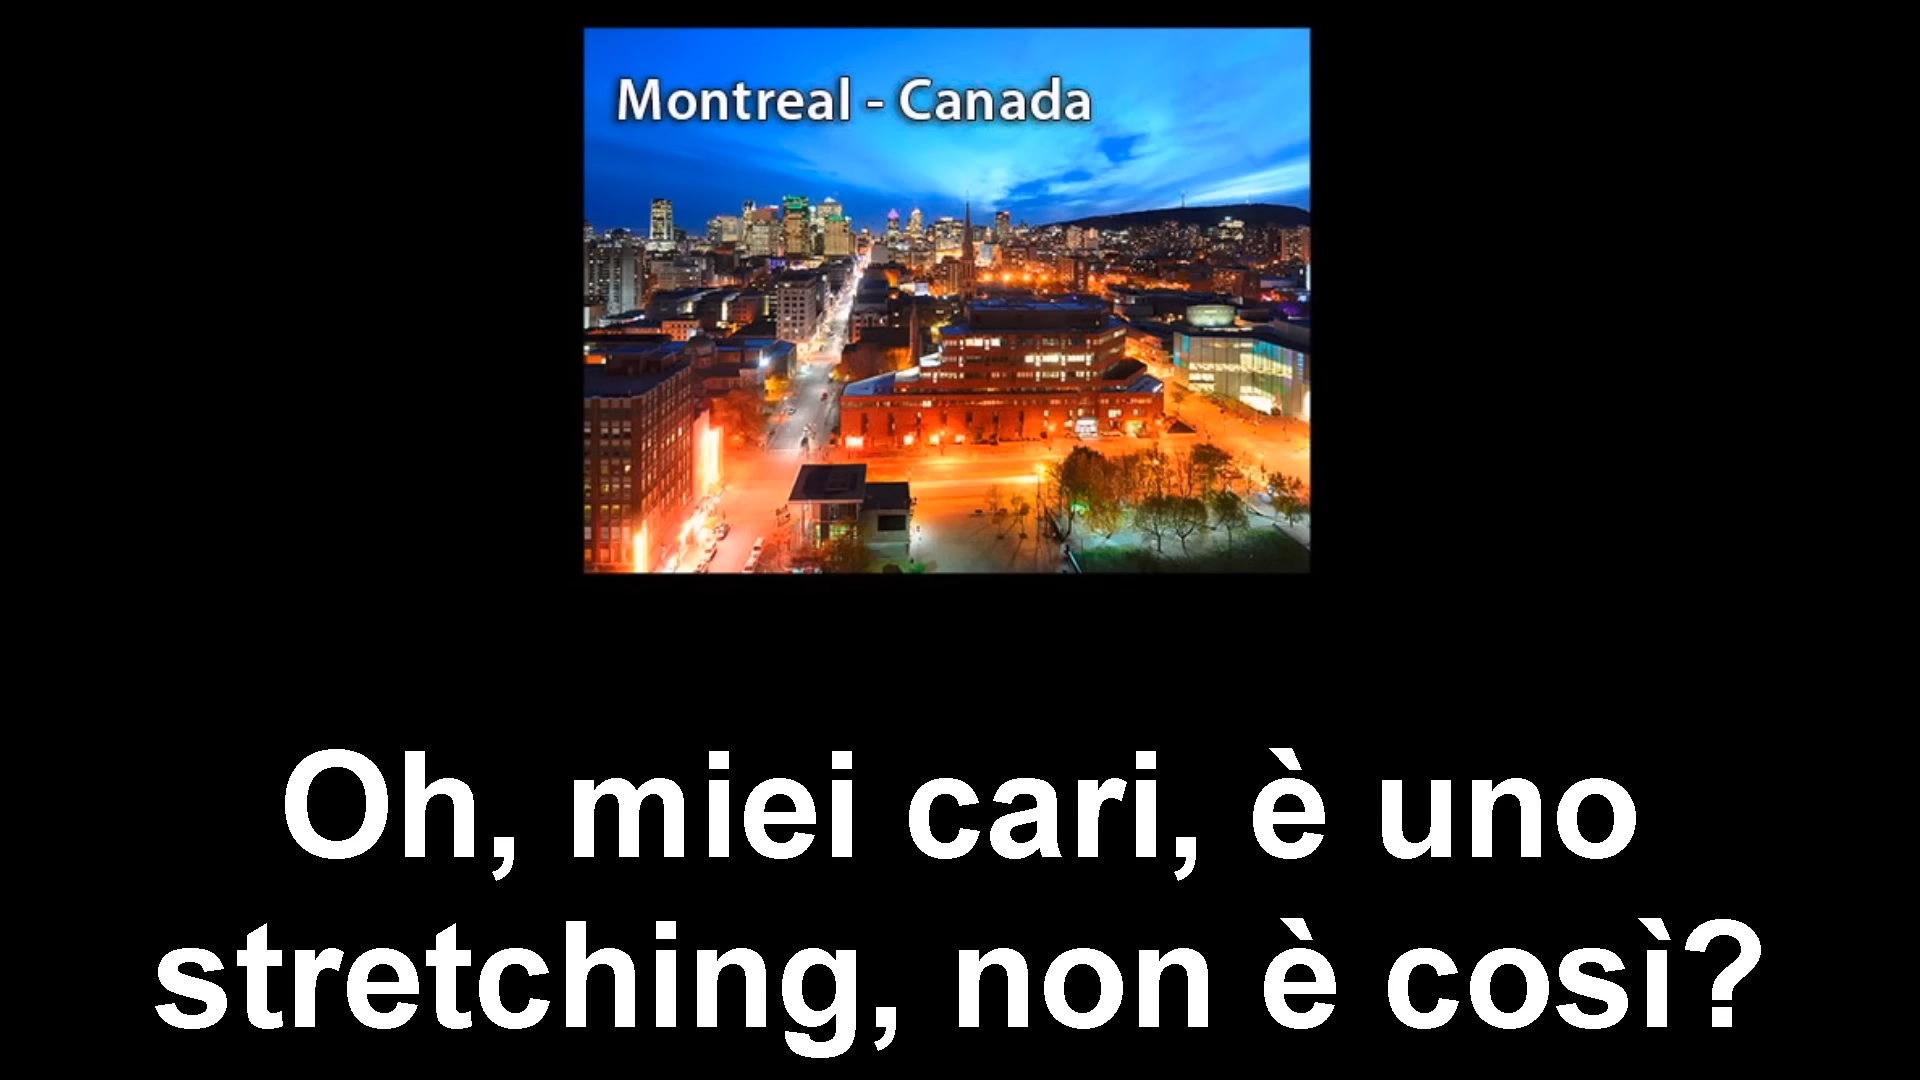 Montreal - Canada
Oh, miei cari, è uno
stretching, non è così?